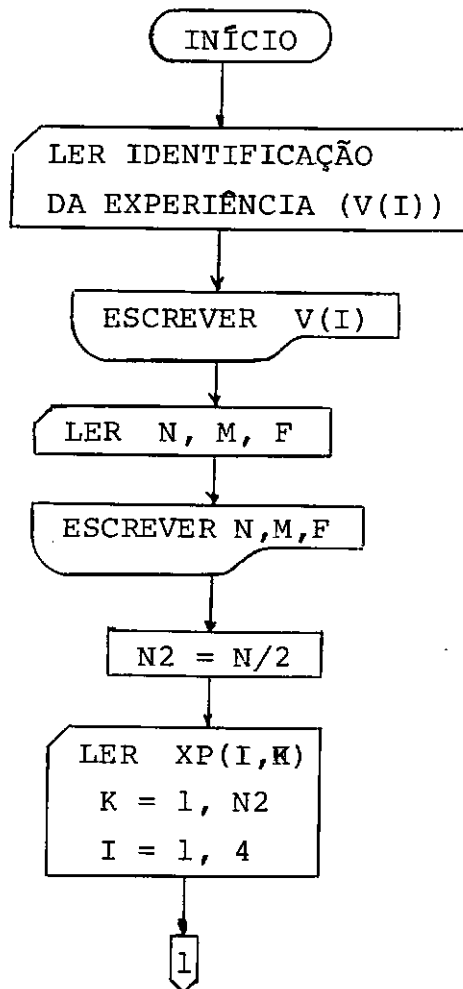 INÍCIO
LER IDENTIFICAÇÃO
DA EXPERIÊNCIA (V(I))
ESCREVER V(I)
LER N, M, F
ESCREVER N,M,F
N2 = N/2
LER XP(I,K)
K = 1, N2
I = 1, 4
1